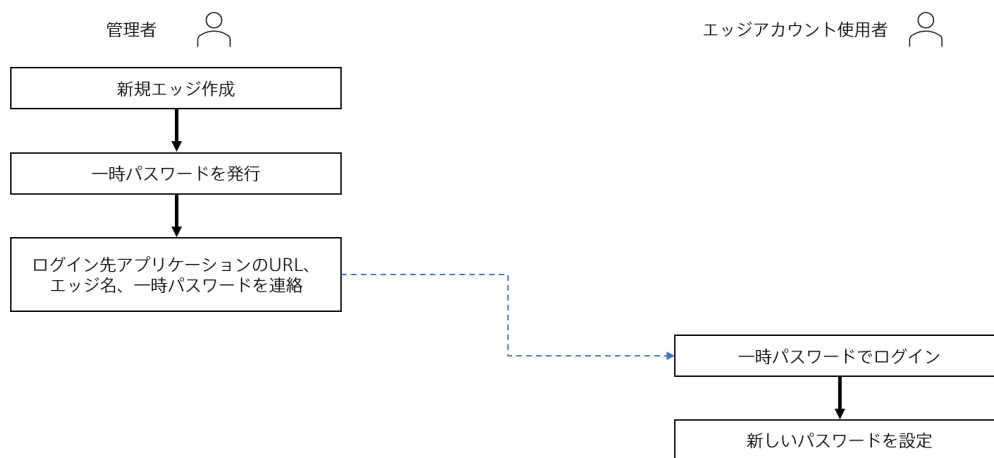 管理者
エッジアカウント使用者
新規エッジ作成
一時パスワードを発行
ログイン先アプリケーションのURL、
エッジ名、一時パスワードを連絡
一時パスワードでログイン
新しいパスワードを設定